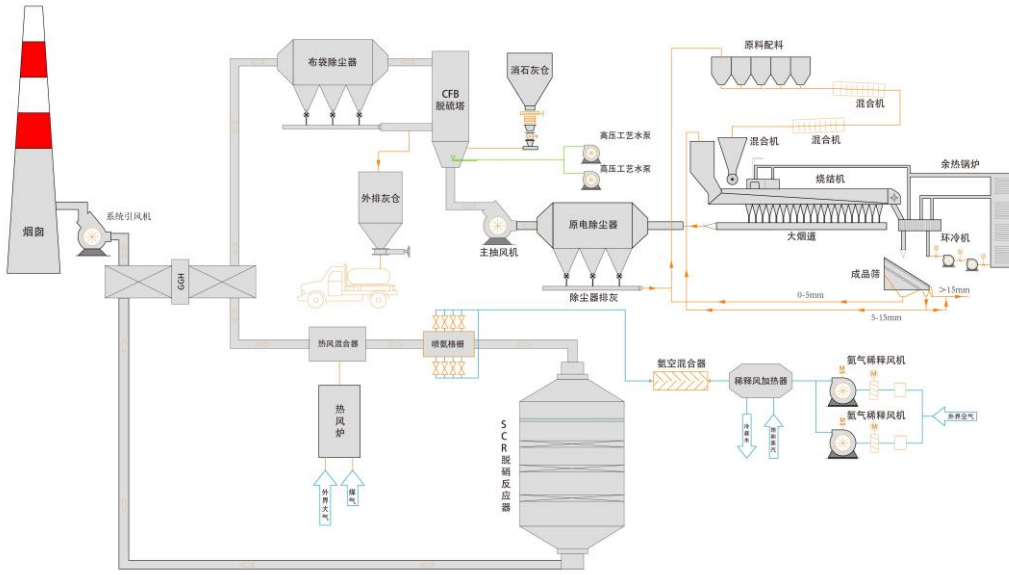 原料配料
布袋除尘器
消石灰仓
CFB
脱硫塔
混合机
混合机
混合机
高压工艺水泵
高压工艺水泵
余热锅炉
烧结机
外排灰仓
系统引风机
烟囱
原电除尘器
主抽风机
大烟道
环冷机
成品筛
GGH
除尘器排灰
0-5mm
>15mm
5-15mm
热风混合器
喷氨格栅
氨空混合器
稀释风加热器
氨气稀释风机
M
M
氨气稀释风机
M
M
外界空气
热风炉
冷凝水
饱和蒸汽
SCR脱硝反应器
外界大气
煤气